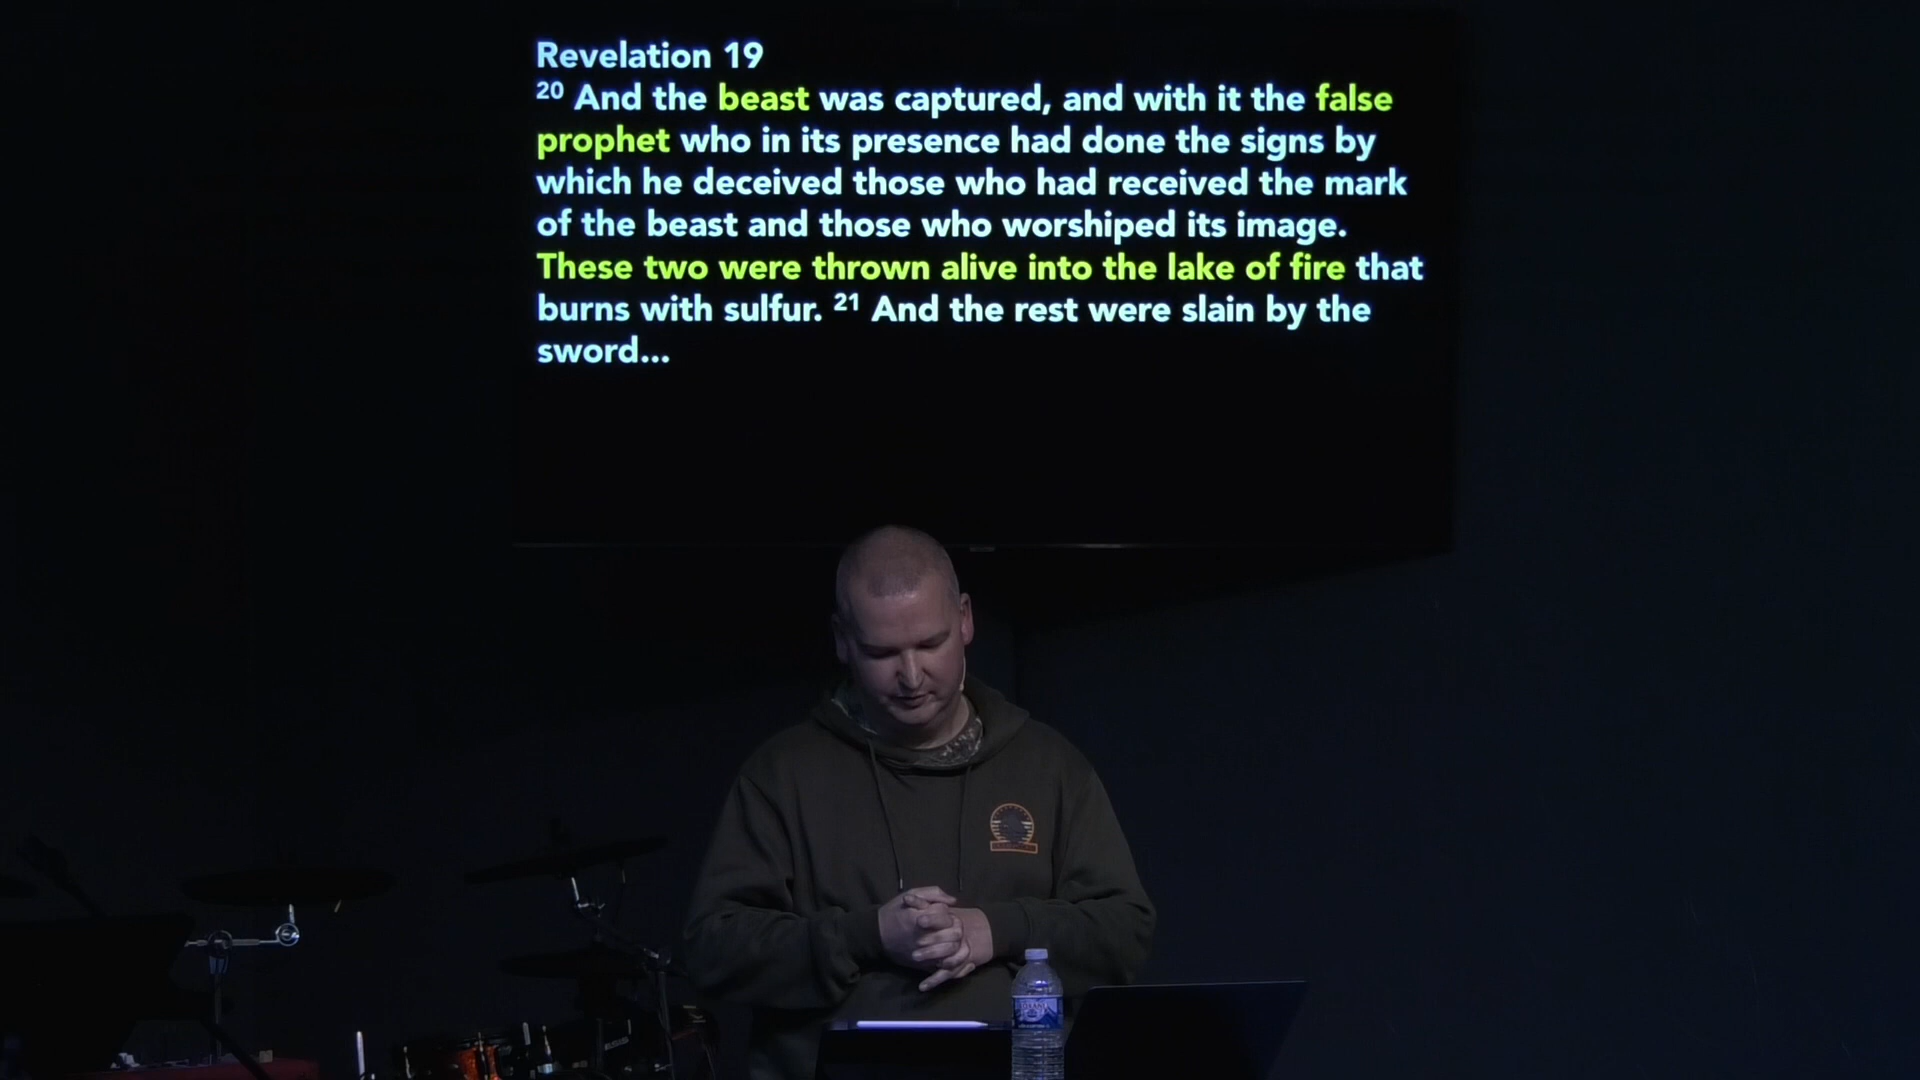 Revelation 19
20 And the beast was captured, and with it the false
prophet who in its presence had done the signs by
which he deceived those who had received the mark
of the beast and those who worshiped its image.
These two were thrown alive into the lake of fire that
burns with sulfur. 21 And the rest were slain by the
sword...